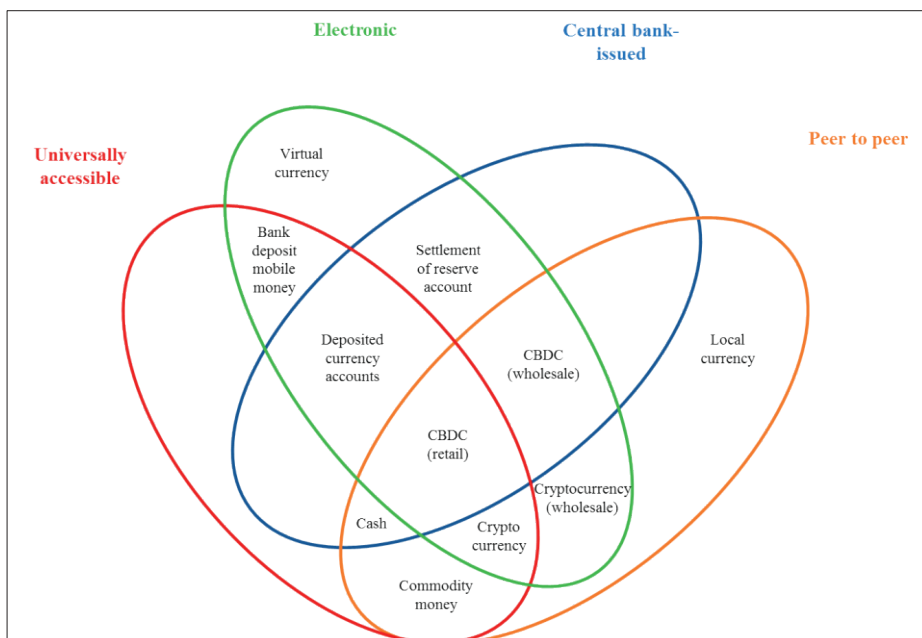 Electronic
Central bank-
issued
Peer to peer
Universally
accessible
Virtual
currency
Bank
deposit
mobile
money
Settlement
of reserve
account
Deposited
currency
accounts
CBDC
(wholesale)
Local
currency
CBDC
(retail)
Cryptocurrency
(wholesale)
Cash
Crypto
currency
Commodity
money